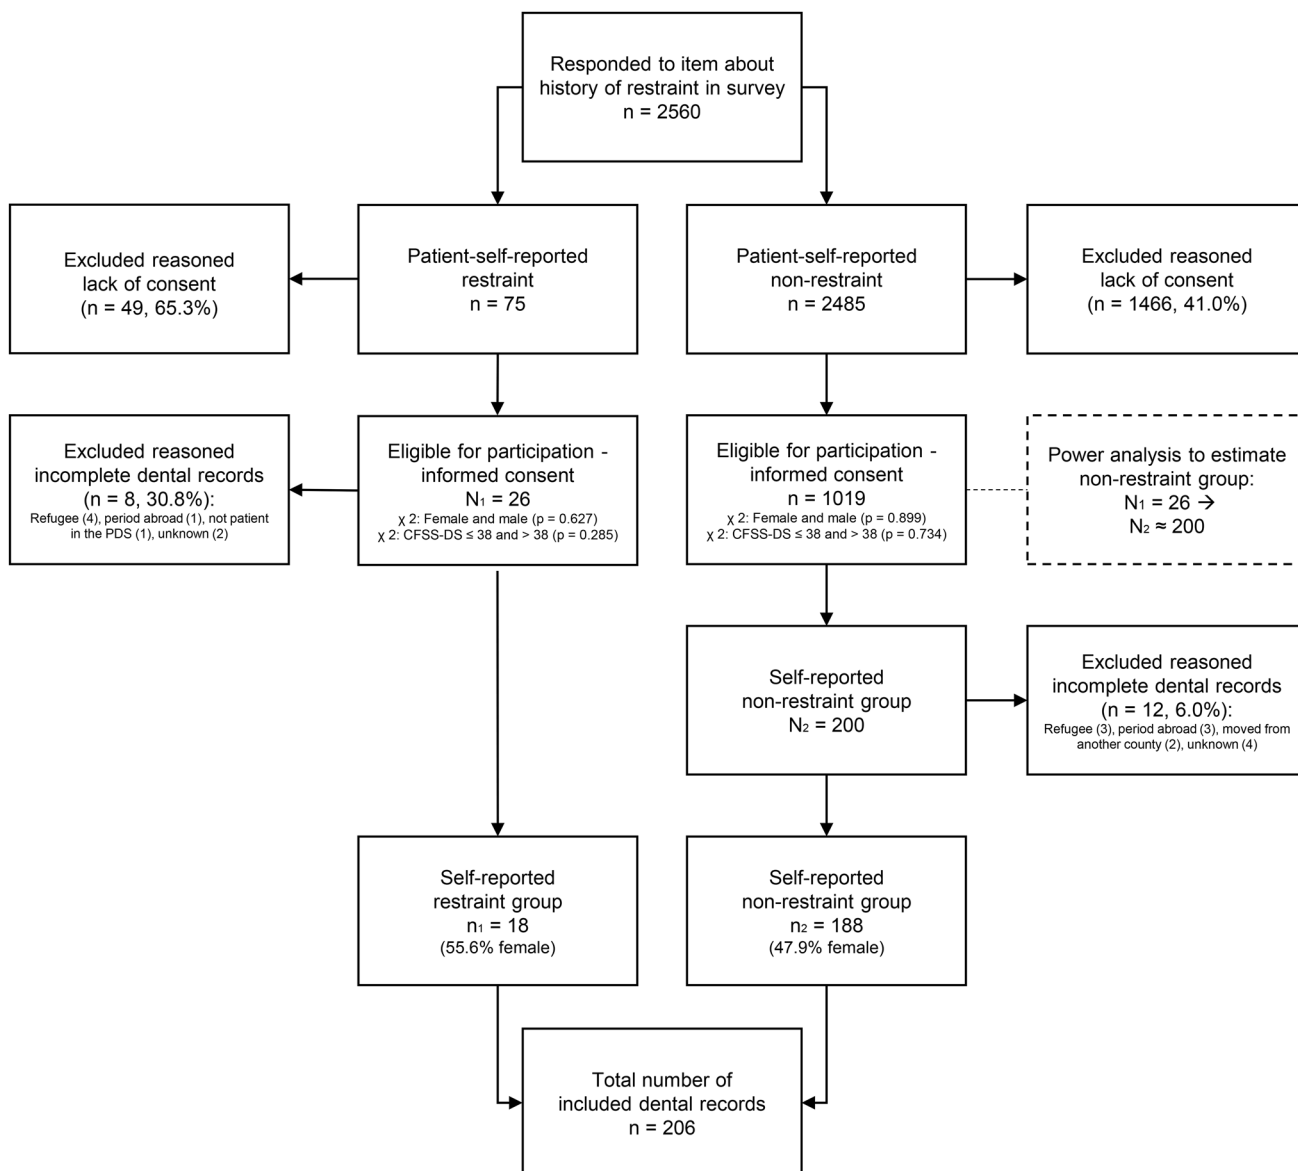 Responded to item about
history of restraint in survey
n = 2560
Excluded reasoned
lack of consent
(n = 49, 65.3%)
Patient-self-reported
restraint
n = 75
Patient-self-reported
non-restraint
n = 2485
Excluded reasoned
lack of consent
(n = 1466, 41.0%)
Excluded reasoned
incomplete dental records
(n = 8, 30.8%):
Refugee (4), period abroad (1), not patient
in the PDS (1), unknown (2)
Eligible for participation -
informed consent
N₁ = 26
χ 2: Female and male (p = 0.627)
χ 2: CFSS-DS ≤ 38 and > 38 (p = 0.285)
Eligible for participation -
informed consent
n = 1019
χ 2: Female and male (p = 0.899)
χ 2: CFSS-DS ≤ 38 and > 38 (p = 0.734)
Power analysis to estimate
non-restraint group:
N₁ = 26 →
N₂ ≈ 200
Self-reported
non-restraint group
N₂ = 200
Excluded reasoned
incomplete dental records
(n = 12, 6.0%):
Refugee (3), period abroad (3), moved from
another county (2), unknown (4)
Self-reported
restraint group
n₁ = 18
(55.6% female)
Self-reported
non-restraint group
n₂ = 188
(47.9% female)
Total number of
included dental records
n = 206